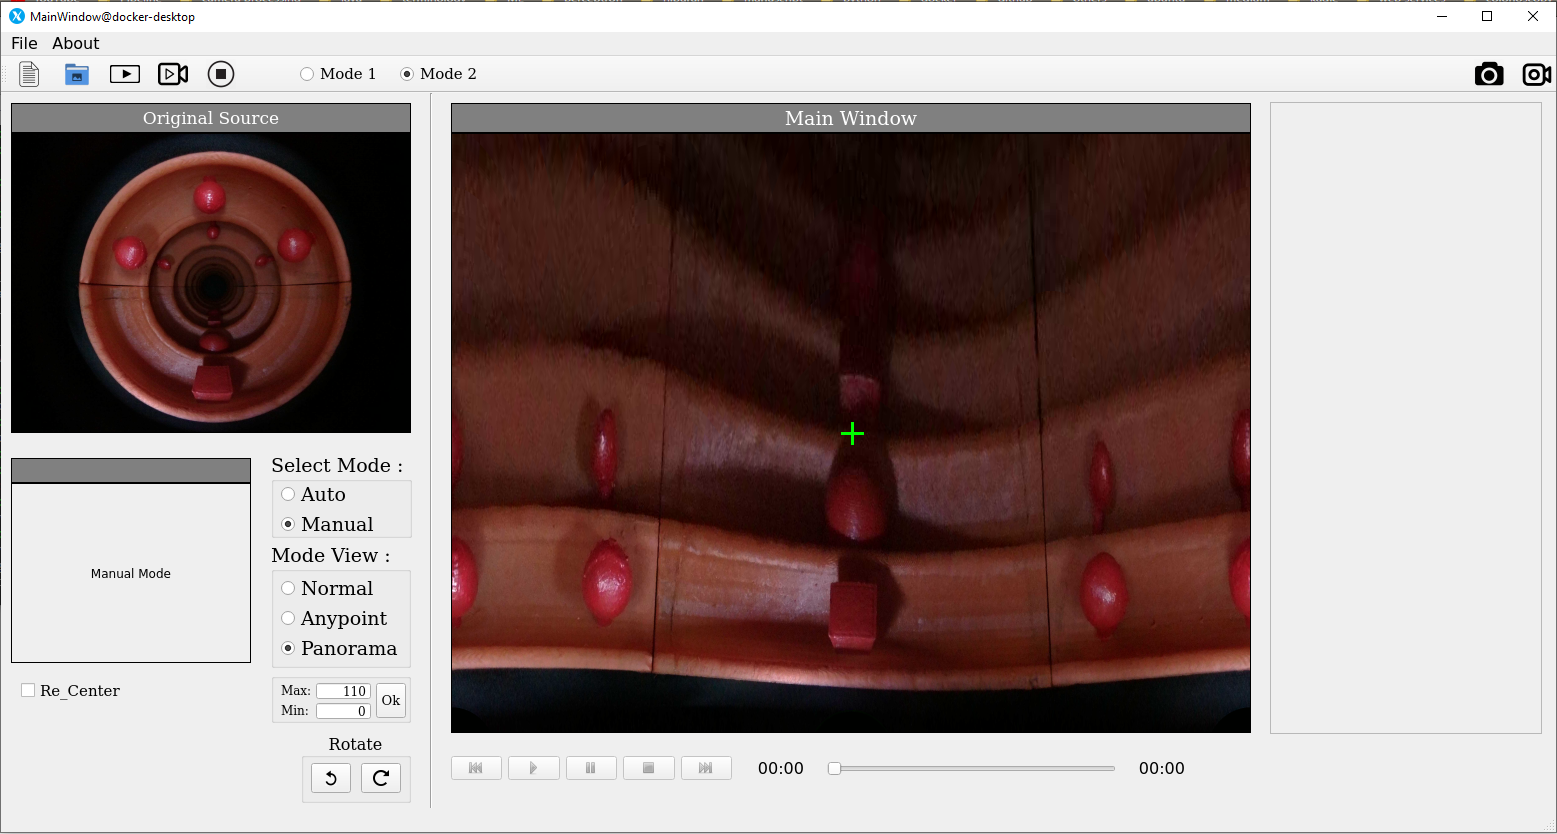 MainWindow@docker-desktop
File About
Mode 1 Mode 2
Original Source
Main Window
Select Mode :
Auto
Manual
Manual Mode
Mode View :
Normal
Anypoint
Panorama
Re_Center
Max: 110
Min: 0
Ok
Rotate
00:00 00:00